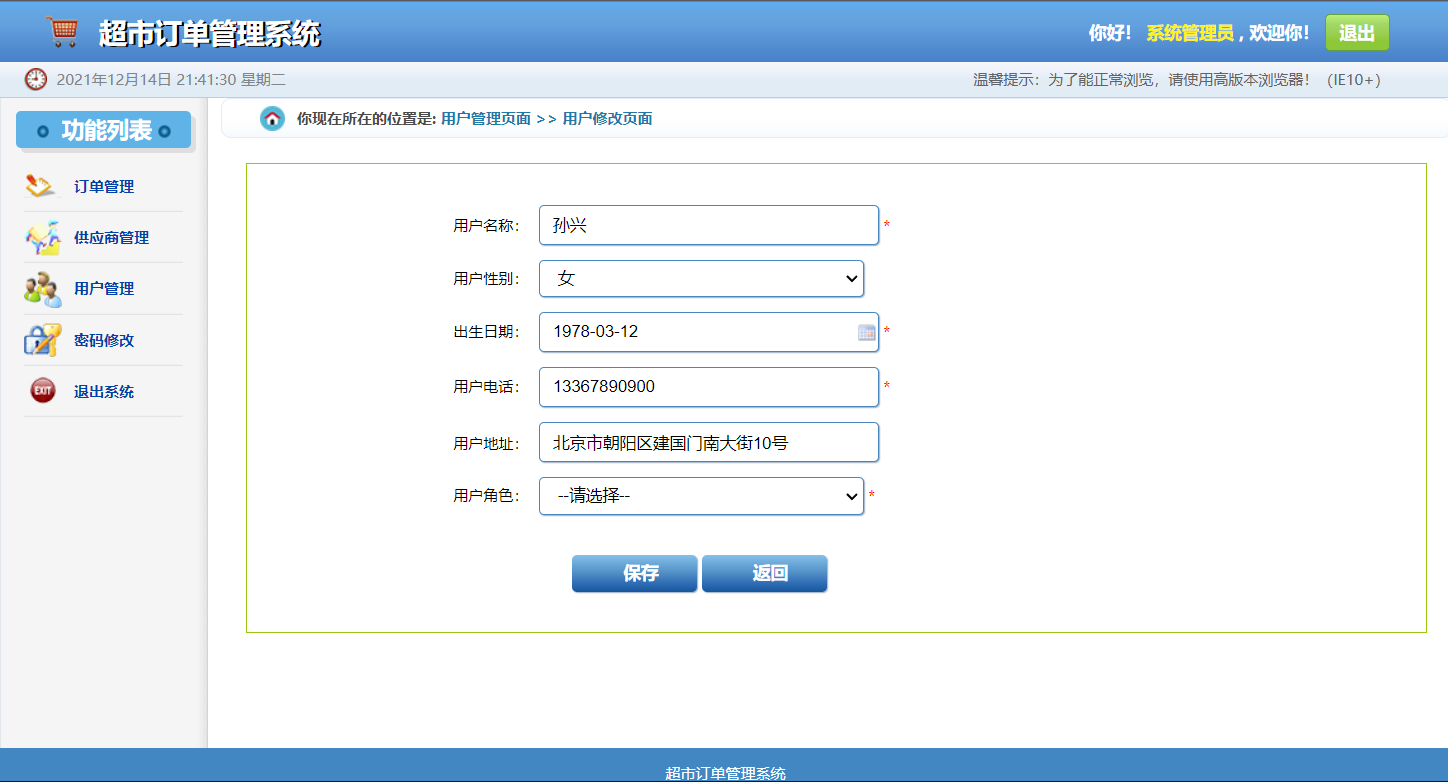 超市订单管理系统
你好！ 系统管理员 , 欢迎你！ 退出
2021年12月14日 21:41:30 星期二
温馨提示：为了能正常浏览，请使用高版本浏览器！ (IE10+)
功能列表
订单管理
供应商管理
用户管理
密码修改
EXIT 退出系统
你现在所在的位置是: 用户管理页面 >> 用户修改页面
用户名称： 孙兴 *
用户性别： 女
出生日期： 1978-03-12 *
用户电话： 13367890900 *
用户地址： 北京市朝阳区建国门南大街10号
用户角色： --请选择-- *
保存 返回
超市订单管理系统